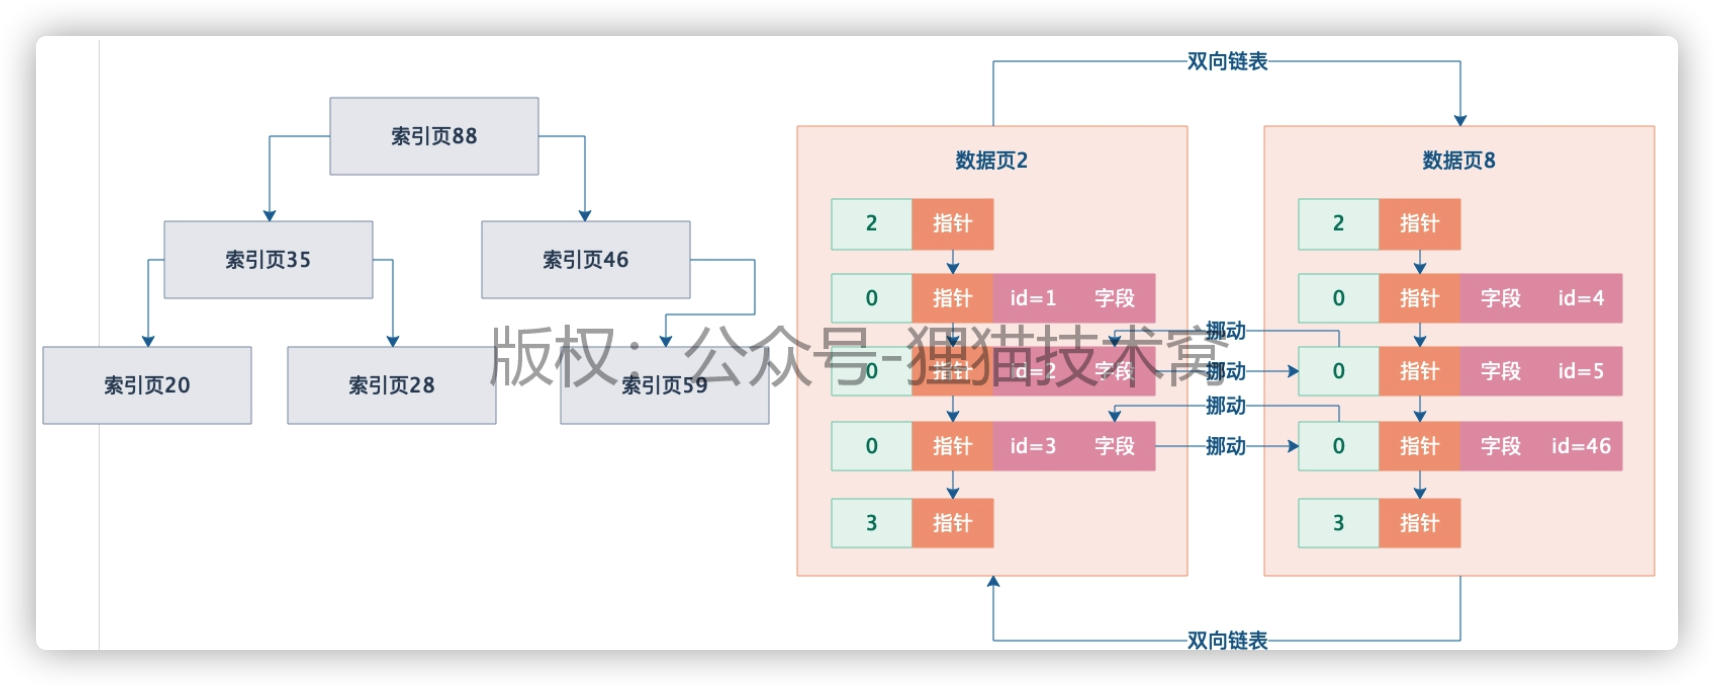 双向链表
索引页88
索引页35
索引页46
索引页20
索引页28
索引页59
数据页2
2 指针
0 指针 id=1 字段
0 指针 id=2 字段
0 指针 id=3 字段
3 指针
挪动
挪动
挪动
挪动
数据页8
2 指针
0 指针 字段 id=4
0 指针 字段 id=5
0 指针 字段 id=46
3 指针
双向链表
版权：公众号-狸猫技术窝